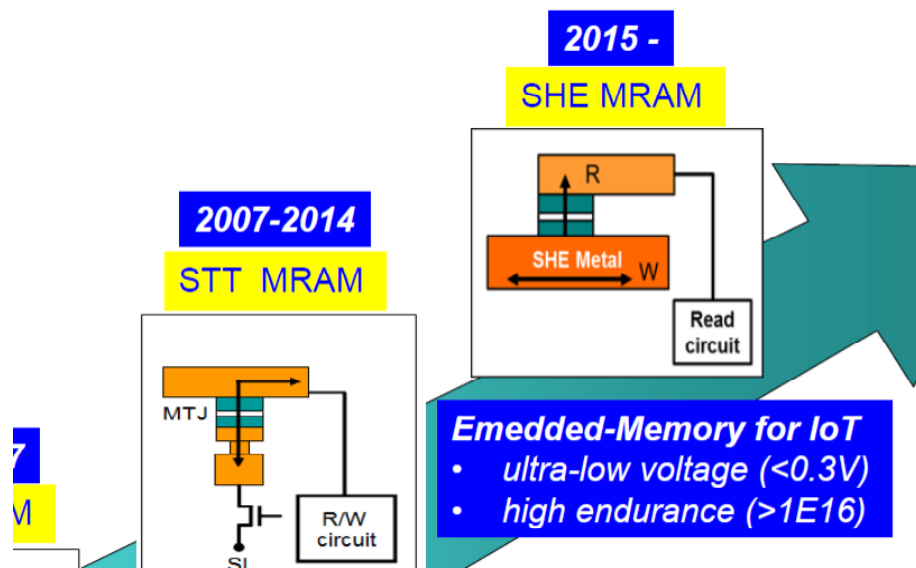 2015 -
SHE MRAM
R
SHE Metal
W
Read
circuit
2007-2014
STT MRAM
MTJ
R/W
circuit
Emedded-Memory for IoT
• ultra-low voltage (<0.3V)
• high endurance (>1E16)
7
M